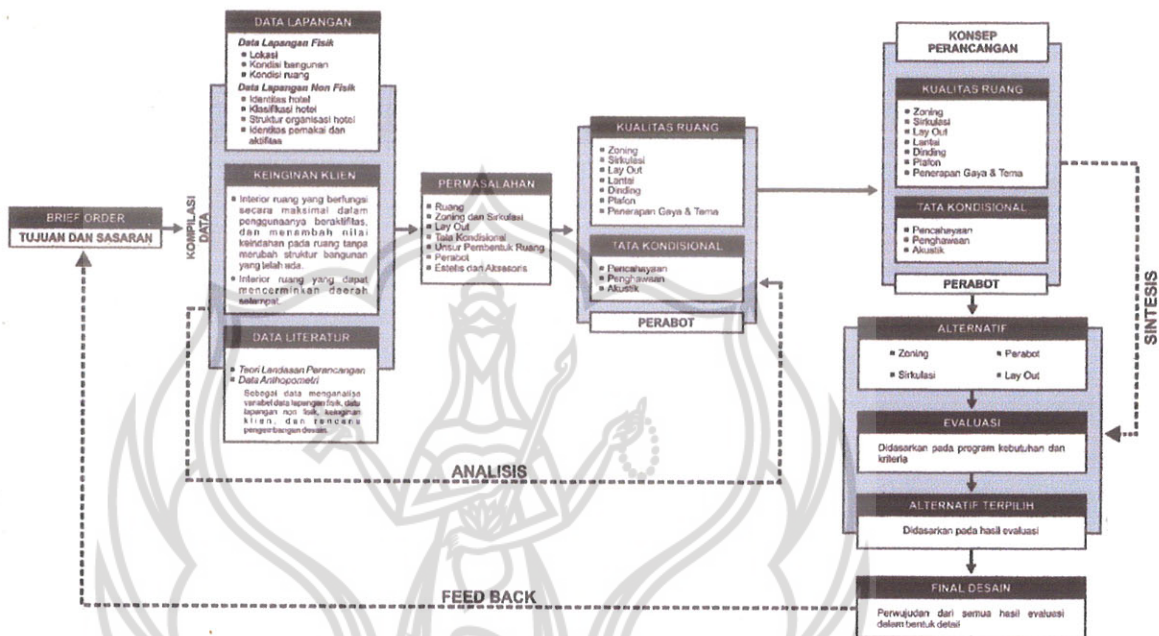 BRIEF ORDER
TUJUAN DAN SASARAN
KOMPILASI
DATA
DATA LAPANGAN
Data Lapangan Fisik
▪ Lokasi
▪ Kondisi bangunan
▪ Kondisi ruang
Data Lapangan Non Fisik
▪ Identitas hotel
▪ Klasifikasi hotel
▪ Struktur organisasi hotel
▪ Identitas pemakai dan
aktifitas
KEINGINAN KLIEN
▪ Interior ruang yang berfungsi
secara maksimal dalam
penggunaanya beraktifitas,
dan menambah nilai
keindahan pada ruang tanpa
merubah struktur bangunan
yang telah ada.
▪ Interior ruang yang dapat
mencerminkan daerah
setempat.
DATA LITERATUR
▪ Teori Landasan Perancangan
▪ Data Anthopometri
Sebagai data menganalisa
variabel data lapangan fisik, data
lapangan non fisik, keinginan
klien, dan rencana
pengembangan desain.
PERMASALAHAN
▪ Ruang
▪ Zoning dan Sirkulasi
▪ Lay Out
▪ Tata Kondisional
▪ Unsur Pembentuk Ruang
▪ Perabot
▪ Estetis dan Aksesoris
KUALITAS RUANG
▪ Zoning
▪ Sirkulasi
▪ Lay Out
▪ Lantai
▪ Dinding
▪ Plafon
▪ Penerapan Gaya & Tema
TATA KONDISIONAL
▪ Pencahayaan
▪ Penghawaan
▪ Akustik
PERABOT
ANALISIS
KONSEP
PERANCANGAN
KUALITAS RUANG
▪ Zoning
▪ Sirkulasi
▪ Lay Out
▪ Lantai
▪ Dinding
▪ Plafon
▪ Penerapan Gaya & Tema
TATA KONDISIONAL
▪ Pencahayaan
▪ Penghawaan
▪ Akustik
PERABOT
SINTESIS
ALTERNATIF
▪ Zoning ▪ Perabot
▪ Sirkulasi ▪ Lay Out
EVALUASI
Didasarkan pada program kebutuhan dan
kriteria
ALTERNATIF TERPILIH
Didasarkan pada hasil evaluasi
FINAL DESAIN
Perwujudan dari semua hasil evaluasi
dalam bentuk detail
FEED BACK